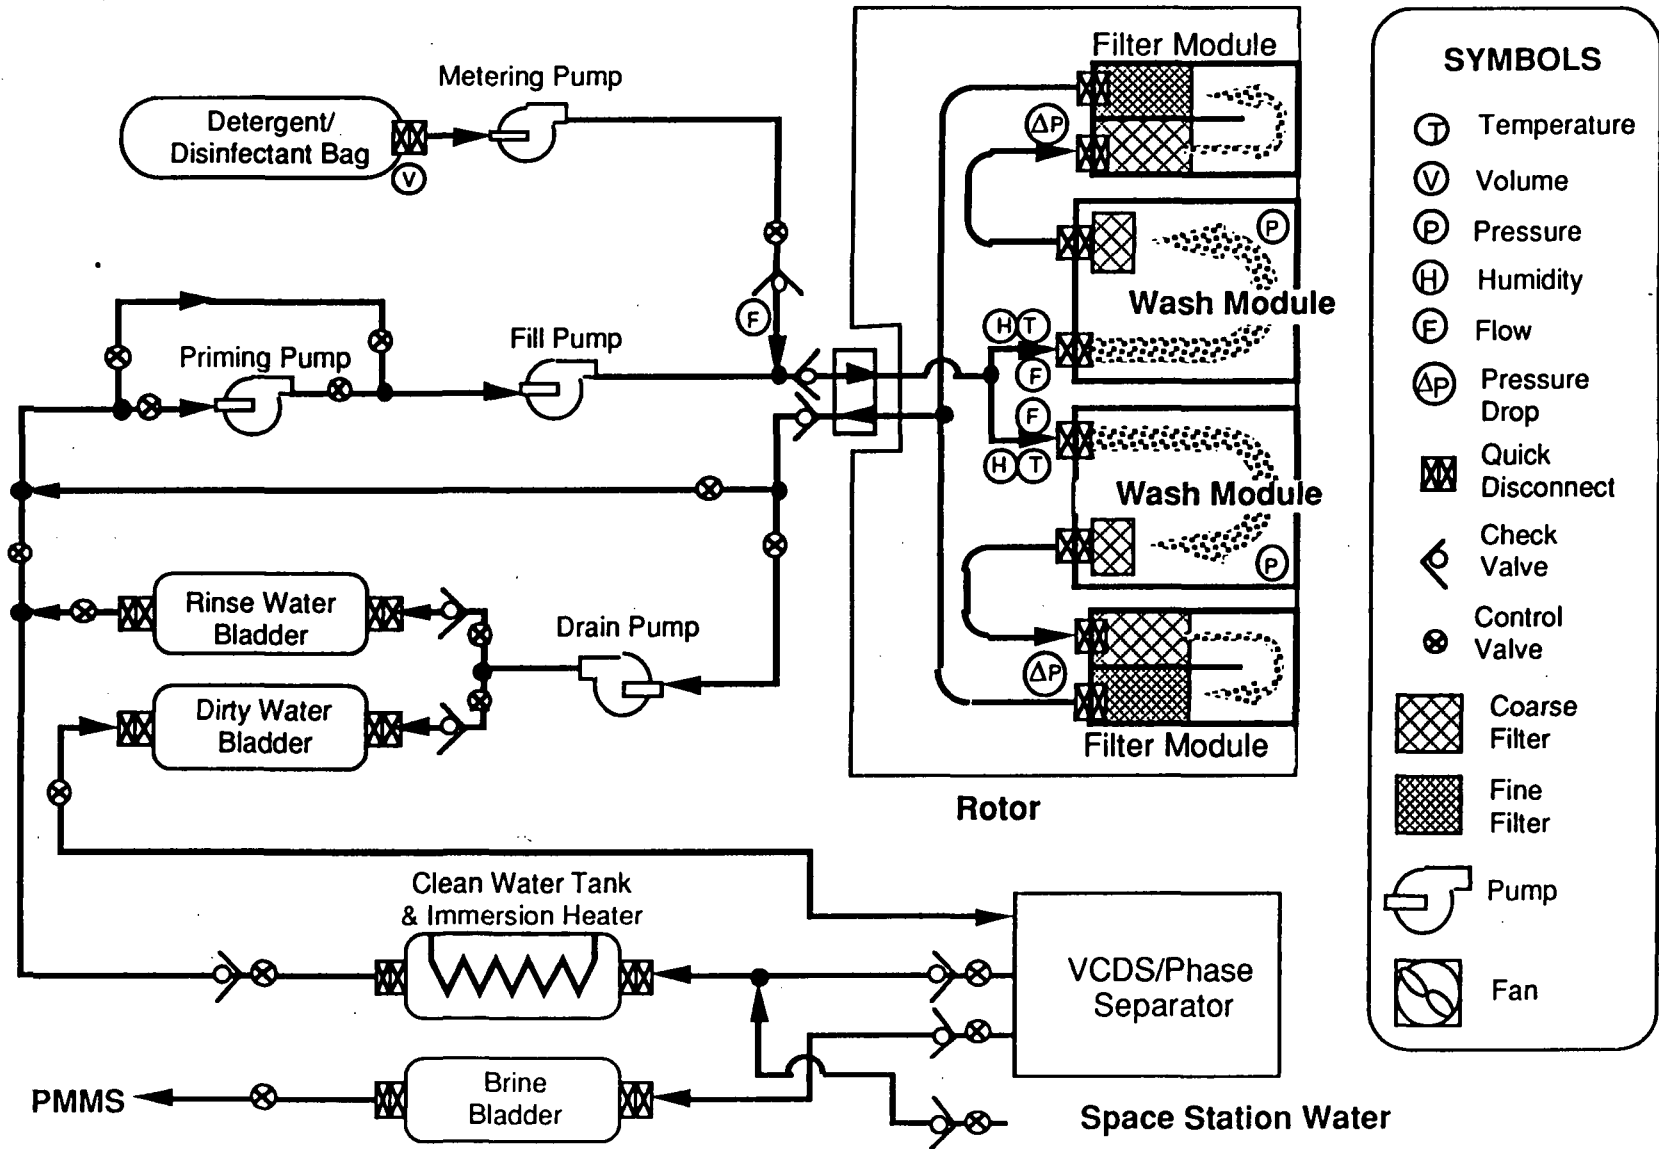 Metering Pump
Detergent/
Disinfectant Bag
V
F
Priming Pump
Fill Pump
Rinse Water
Bladder
Drain Pump
Dirty Water
Bladder
Clean Water Tank
& Immersion Heater
VCDS/Phase
Separator
Brine
Bladder
PMMS
Space Station Water
Filter Module
ΔP
P
Wash Module
H T
F
F
H T
Wash Module
P
ΔP
Filter Module
Rotor
SYMBOLS
T Temperature
V Volume
P Pressure
H Humidity
F Flow
ΔP Pressure
Drop
Quick
Disconnect
Check
Valve
Control
Valve
Coarse
Filter
Fine
Filter
Pump
Fan